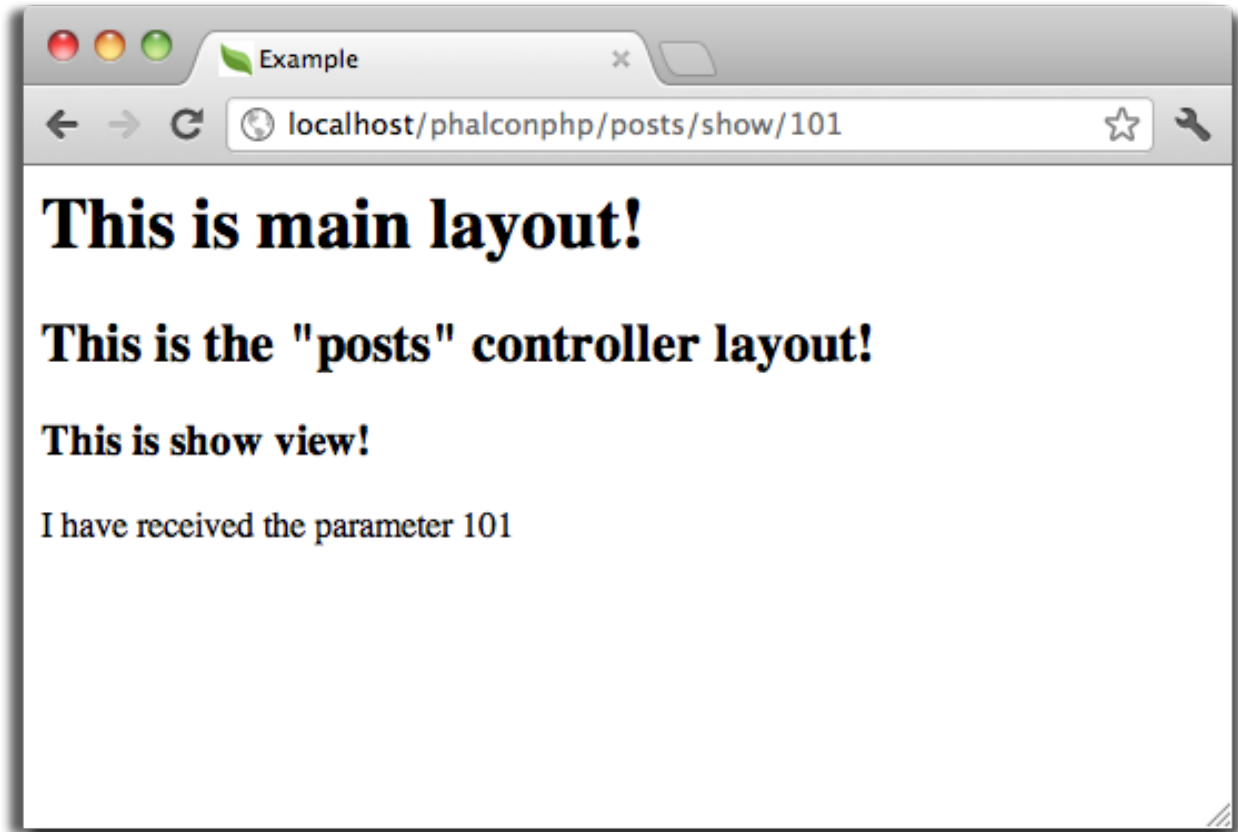 Example
localhost/phalconphp/posts/show/101
This is main layout!
This is the "posts" controller layout!
This is show view!
I have received the parameter 101